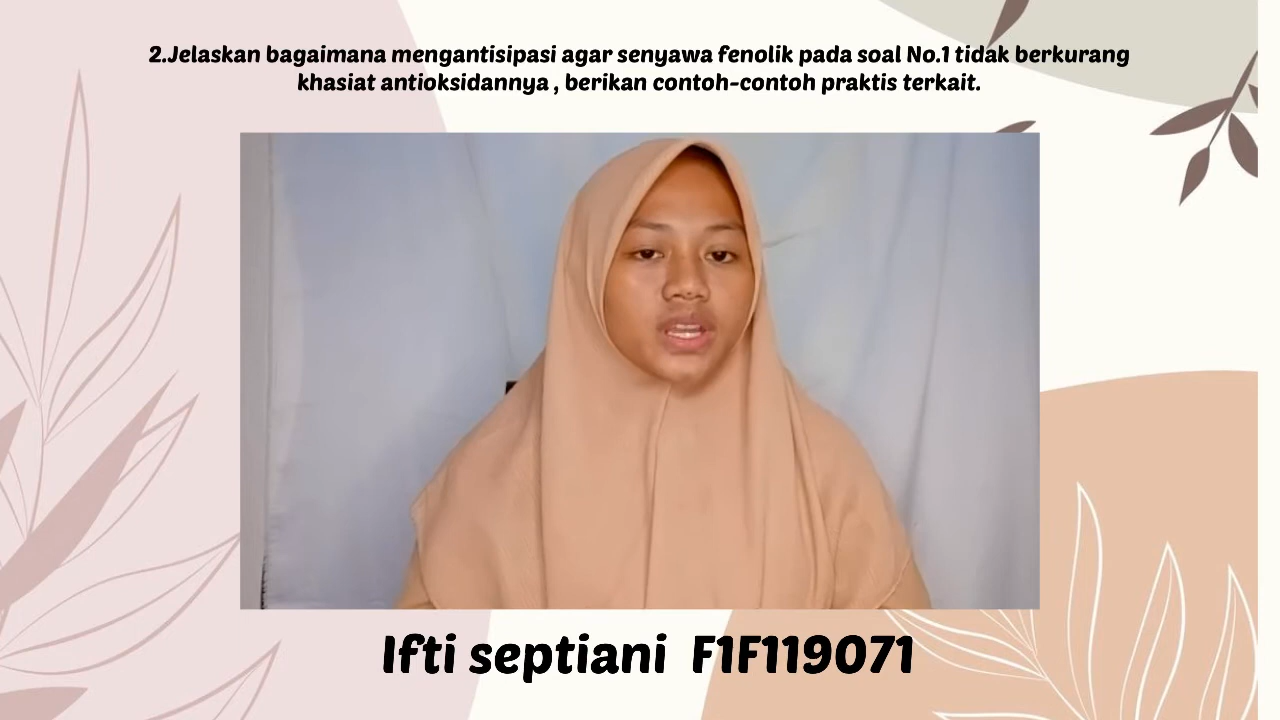 2.Jelaskan bagaimana mengantisipasi agar senyawa fenolik pada soal No.1 tidak berkurang
khasiat antioksidannya , berikan contoh-contoh praktis terkait.
Ifti septiani F1F119071